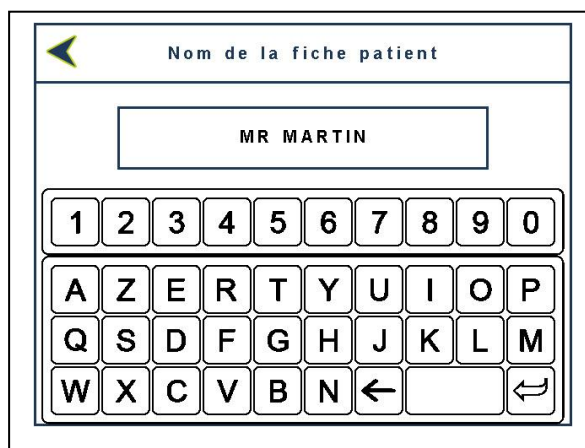 Nom de la fiche patient
MR MARTIN
1 2 3 4 5 6 7 8 9 0
A Z E R T Y U I O P
Q S D F G H J K L M
W X C V B N